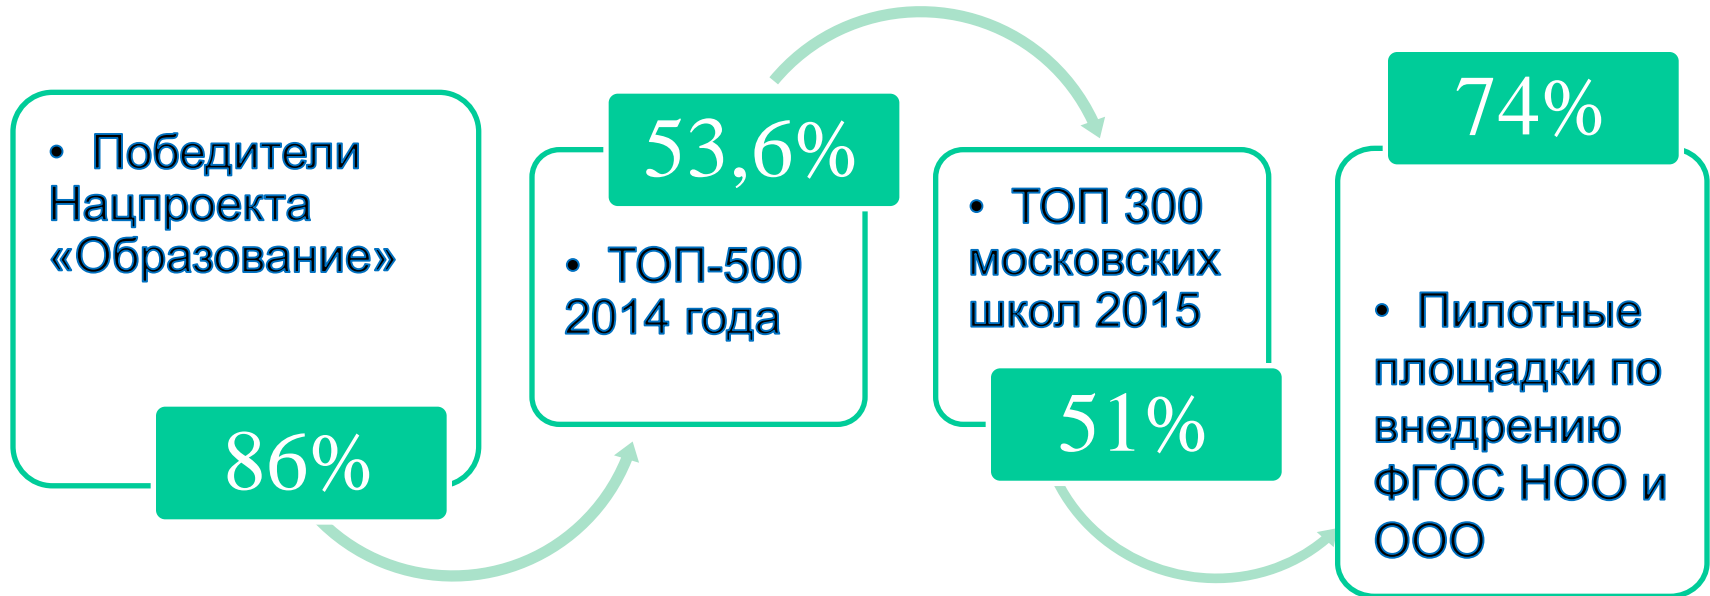 • Победители
Нацпроекта
«Образование»
86%
53,6%
• ТОП-500
2014 года
• ТОП 300
московских
школ 2015
51%
74%
• Пилотные
площадки по
внедрению
ФГОС НОО и
ООО